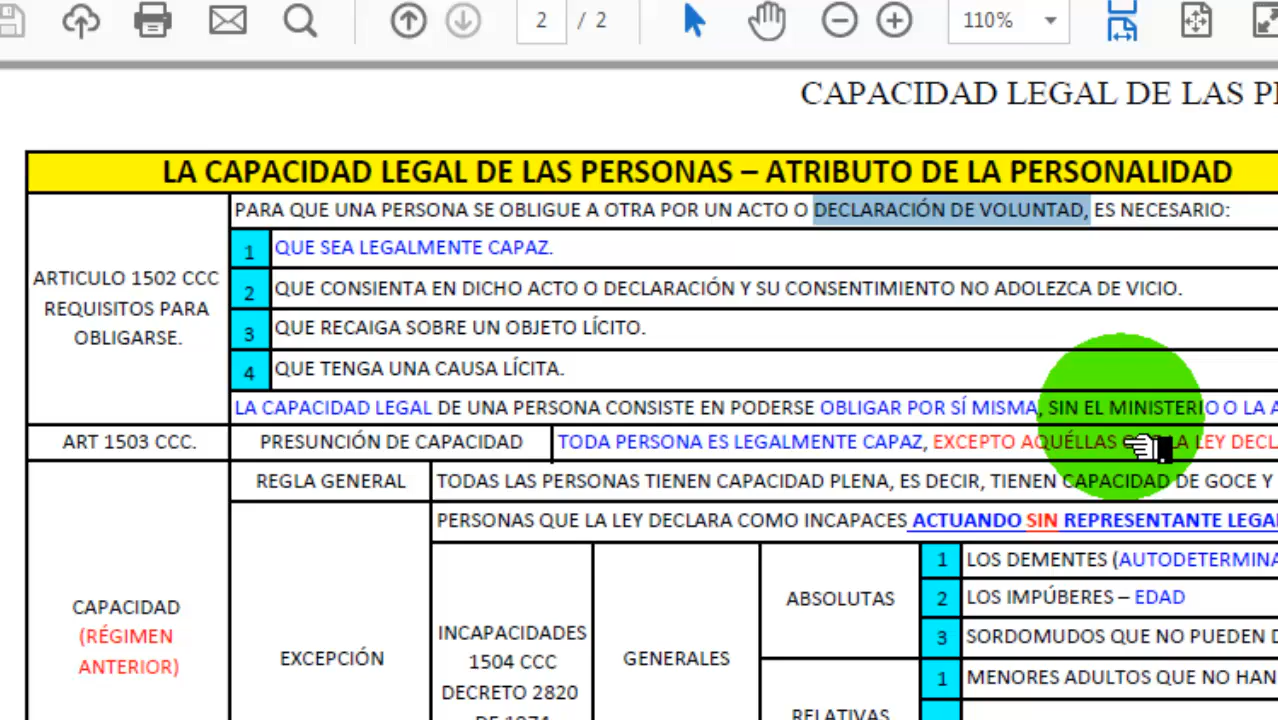 2 / 2 110%
CAPACIDAD LEGAL DE LAS
LA CAPACIDAD LEGAL DE LAS PERSONAS – ATRIBUTO DE LA PERSONALIDAD
ARTICULO 1502 CCC
REQUISITOS PARA
OBLIGARSE.
PARA QUE UNA PERSONA SE OBLIGUE A OTRA POR UN ACTO O DECLARACIÓN DE VOLUNTAD, ES NECESARIO:
1 QUE SEA LEGALMENTE CAPAZ.
2 QUE CONSIENTA EN DICHO ACTO O DECLARACIÓN Y SU CONSENTIMIENTO NO ADOLEZCA DE VICIO.
3 QUE RECAIGA SOBRE UN OBJETO LÍCITO.
4 QUE TENGA UNA CAUSA LÍCITA.
LA CAPACIDAD LEGAL DE UNA PERSONA CONSISTE EN PODERSE OBLIGAR POR SÍ MISMA, SIN EL MINISTERIO O LA
ART 1503 CCC. PRESUNCIÓN DE CAPACIDAD TODA PERSONA ES LEGALMENTE CAPAZ, EXCEPTO AQUÉLLAS LA LEY
CAPACIDAD
(RÉGIMEN
ANTERIOR)
REGLA GENERAL TODAS LAS PERSONAS TIENEN CAPACIDAD PLENA, ES DECIR, TIENEN CAPACIDAD DE GOCE Y
EXCEPCIÓN
PERSONAS QUE LA LEY DECLARA COMO INCAPACES ACTUANDO SIN REPRESENTANTE
INCAPACIDADES
1504 CCC
DECRETO 2820
DE 1974
GENERALES
ABSOLUTAS
1 LOS DEMENTES
2 LOS IMPÚBERES – EDAD
3 SORDOMUDOS QUE NO PUEDEN
RELATIVAS
1 MENORES ADULTOS QUE NO HAN